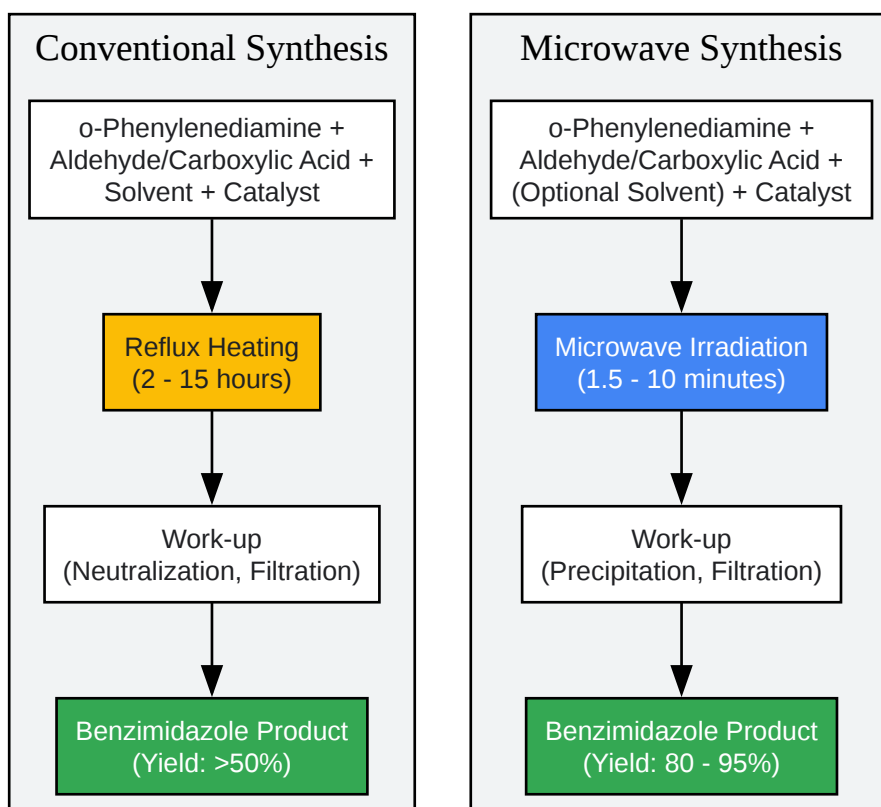 Conventional Synthesis
o-Phenylenediamine +
Aldehyde/Carboxylic Acid +
Solvent + Catalyst
Reflux Heating
(2 - 15 hours)
Work-up
(Neutralization, Filtration)
Benzimidazole Product
(Yield: >50%)
Microwave Synthesis
o-Phenylenediamine +
Aldehyde/Carboxylic Acid +
(Optional Solvent) + Catalyst
Microwave Irradiation
(1.5 - 10 minutes)
Work-up
(Precipitation, Filtration)
Benzimidazole Product
(Yield: 80 - 95%)